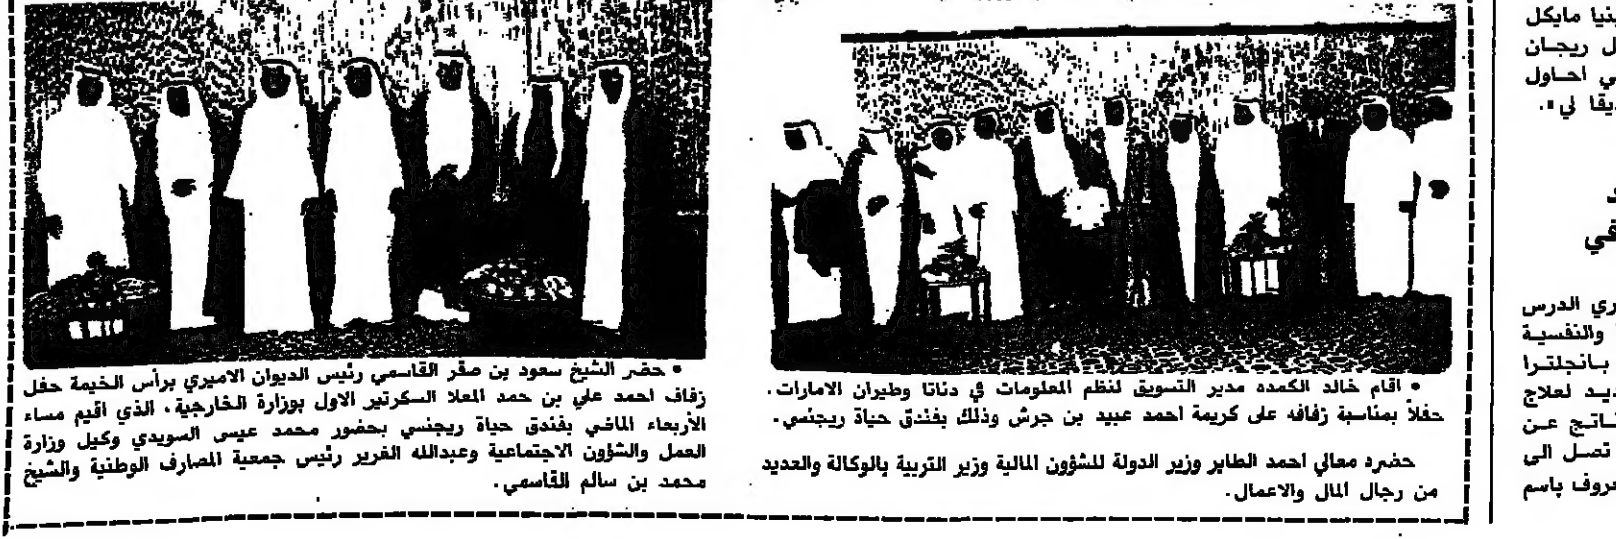 • اقام خالد الكمده مدير التسويق لنظم المعلومات في دناتا وطيران الامارات،
حفلاً بمناسبة زفافه على كريمة احمد عبيد بن جرش وذلك بفندق حياة ريجنسي.
حضره معالي احمد الطاير وزير الدولة للشؤون المالية وزير التربية بالوكالة والعديد
من رجال المال والاعمال.
• حضر الشيخ سعود بن صقر القاسمي رئيس الديوان الاميري برأس الخيمة حفل
زفاف احمد علي بن حمد المعلا السكرتير الاول بوزارة الخارجية، الذي اقيم مساء
الأربعاء الماضي بفندق حياة ريجنسي بحضور محمد عيسى السويدي وكيل وزارة
العمل والشؤون الاجتماعية وعبدالله الغرير رئيس جمعية المصارف الوطنية والشيخ
محمد بن سالم القاسمي.
مايكل
ريجان
احاول
لي».
في
الدرس
والنفسية
بانجلترا
لعلاج
عن
تصل الى
باسم